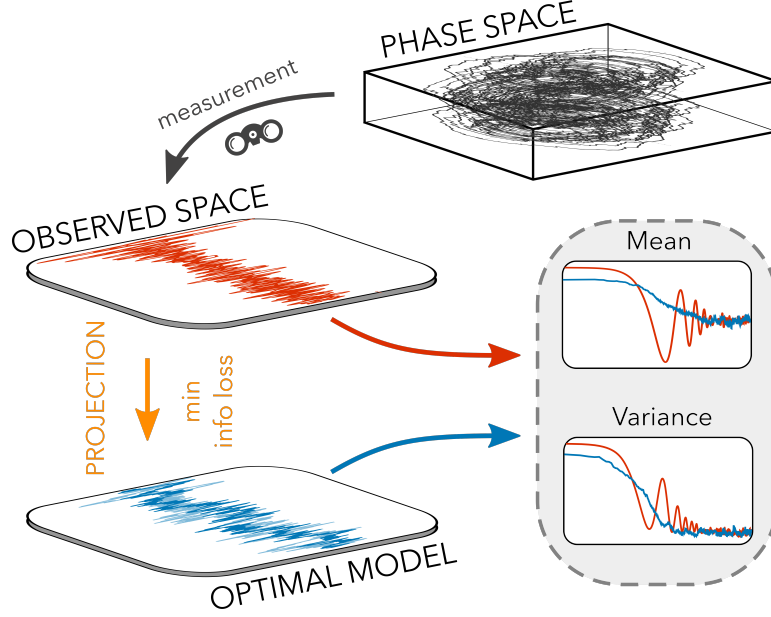 PHASE SPACE
measurement
OBSERVED SPACE
Mean
PROJECTION
min
info loss
Variance
OPTIMAL MODEL